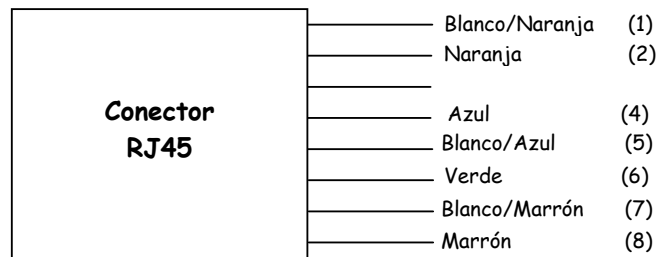 Blanco/Naranja (1)
Naranja (2)
Conector
RJ45
Azul (4)
Blanco/Azul (5)
Verde (6)
Blanco/Marrón (7)
Marrón (8)